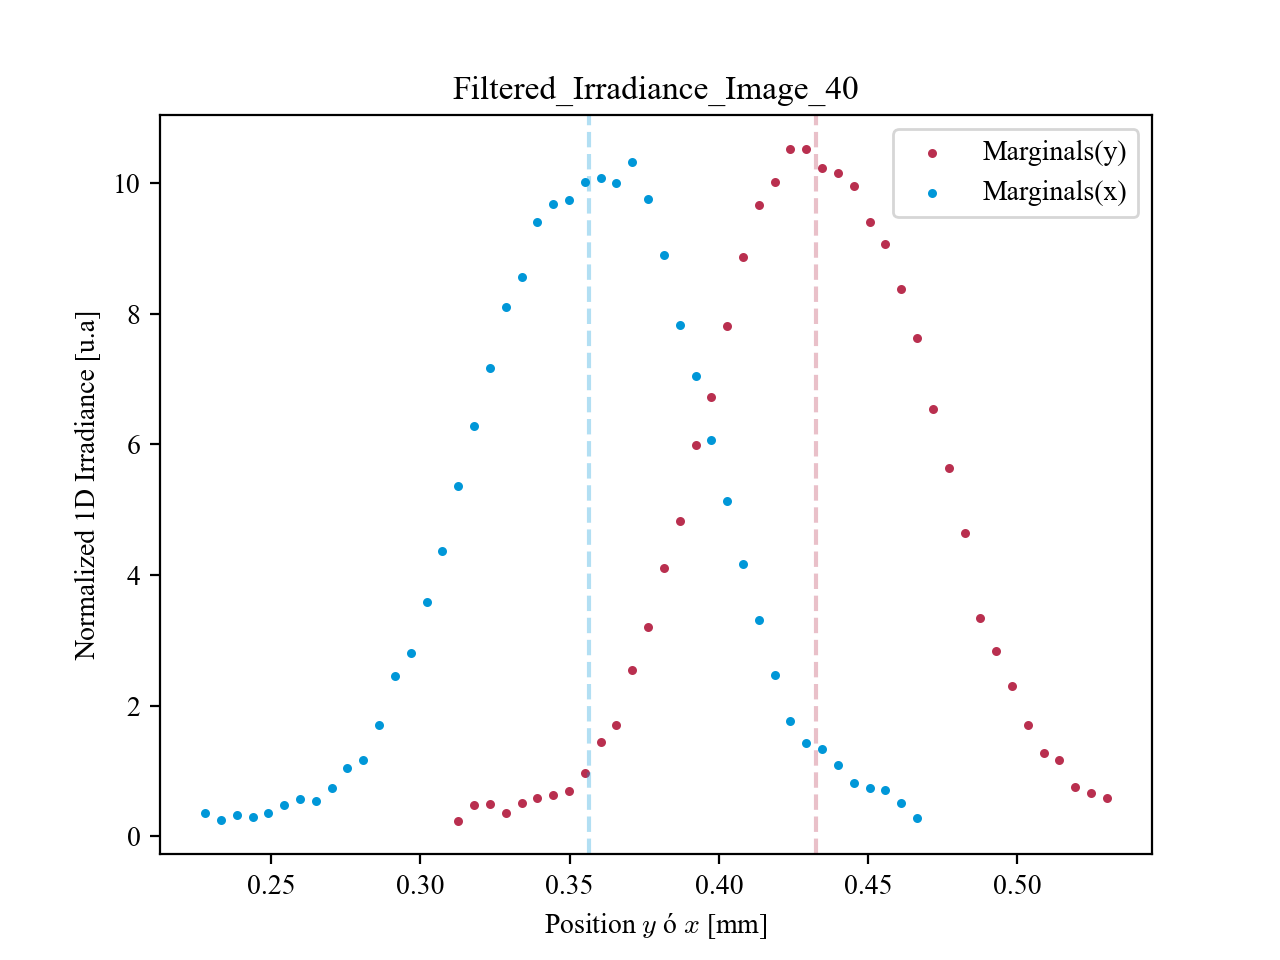 Filtered_Irradiance_Image_40
Marginals(y)
Marginals(x)
Normalized 1D Irradiance [u.a]
10
8
6
4
2
0
0.25 0.30 0.35 0.40 0.45 0.50
Position y ó x [mm]